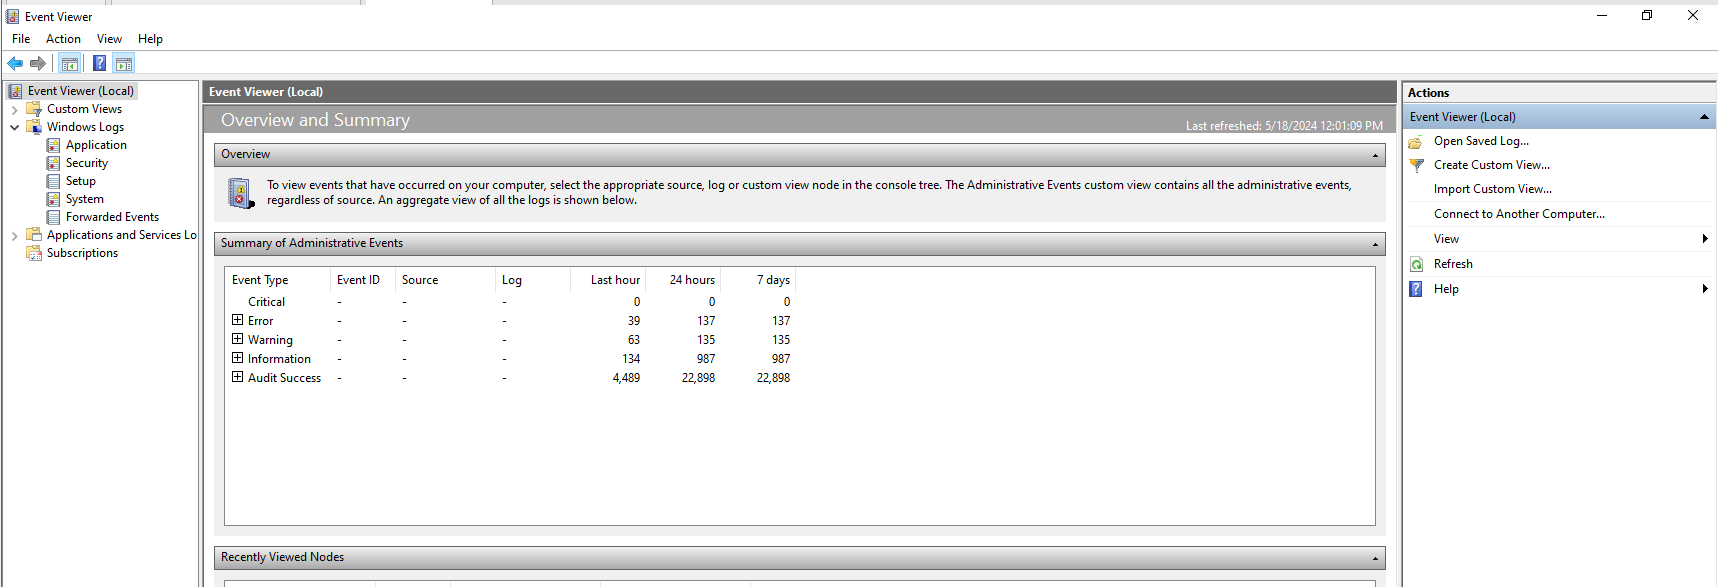 Event Viewer
File Action View Help
Event Viewer (Local)
Custom Views
Windows Logs
Application
Security
Setup
System
Forwarded Events
Applications and Services Lo
Subscriptions
Event Viewer (Local)
Overview and Summary
Last refreshed: 5/18/2024 12:01:09 PM
Overview
To view events that have occurred on your computer, select the appropriate source, log or custom view node in the console tree. The Administrative Events custom view contains all the administrative events,
regardless of source. An aggregate view of all the logs is shown below.
Summary of Administrative Events
Event Type Event ID Source Log Last hour 24 hours 7 days
Critical - - - 0 0 0
Error - - - 39 137 137
Warning - - - 63 135 135
Information - - - 134 987 987
Audit Success - - - 4,489 22,898 22,898
Recently Viewed Nodes
Actions
Event Viewer (Local)
Open Saved Log...
Create Custom View...
Import Custom View...
Connect to Another Computer...
View
Refresh
Help